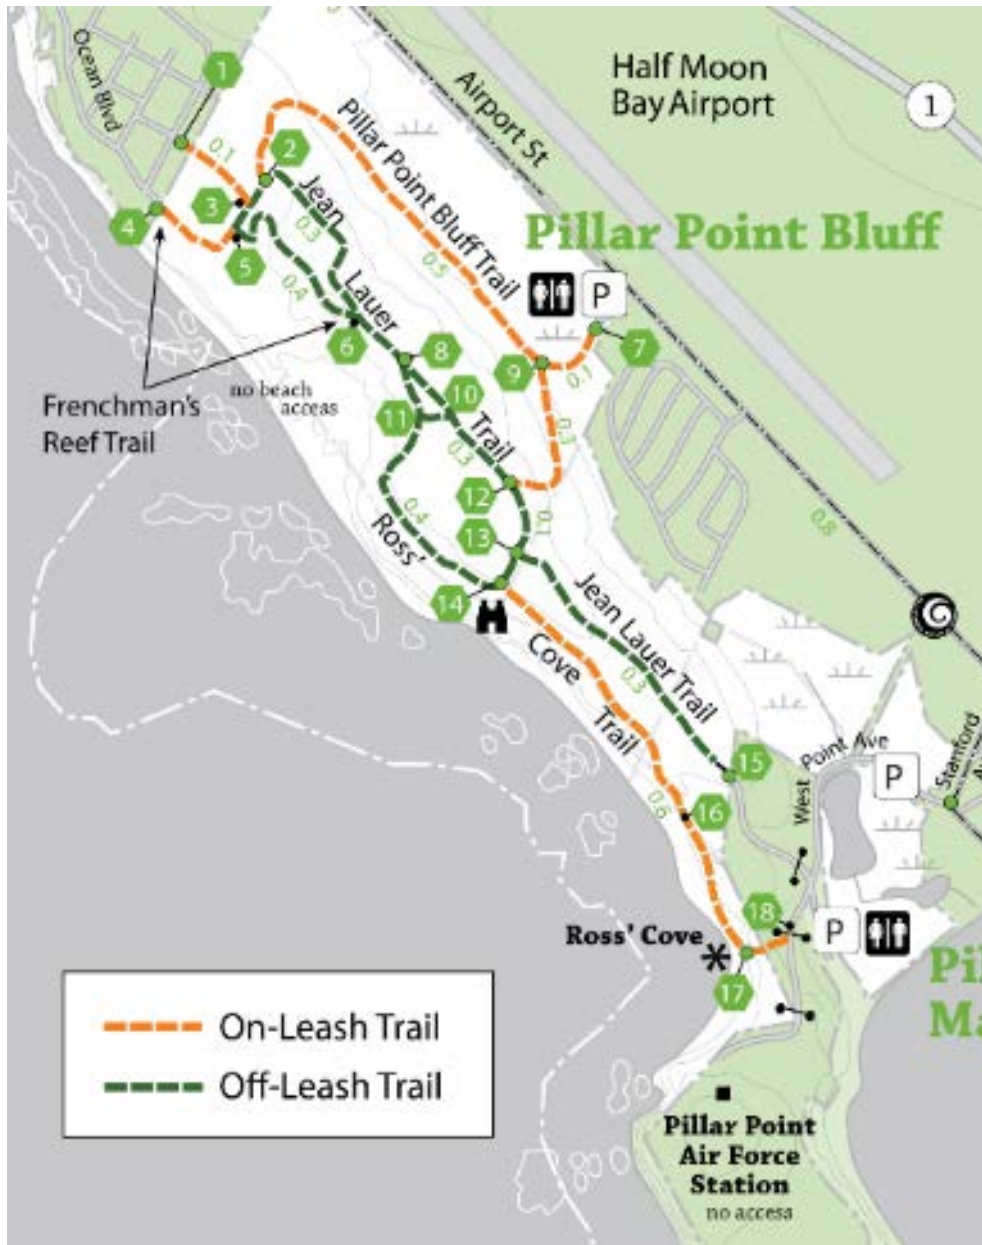 Ocean Blvd
1
Airport St
Half Moon
Bay Airport
1
0.1
Pillar Point Bluff Trail
2
Jean
3
4
0.3
Pillar Point Bluff
5
0.4
0.5
P
Lauer
6
8
9
7
0.1
no beach
access
10
11
Frenchman's
Reef Trail
Trail
0.3
0.3
12
0.4
Ross'
13
0.1
0.8
14
Jean Lauer Trail
Cove
0.3
Trail
Point Ave
15
P
Stanford
West
0.6
16
18
Ross' Cove
P
17
Pil
Ma
On-Leash Trail
Off-Leash Trail
Pillar Point
Air Force
Station
no access